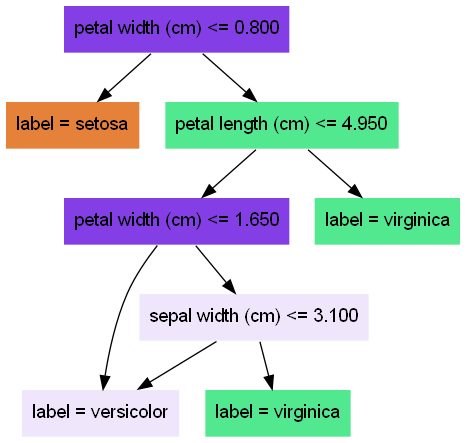 petal width (cm) <= 0.800
label = setosa
petal length (cm) <= 4.950
petal width (cm) <= 1.650
label = virginica
sepal width (cm) <= 3.100
label = versicolor
label = virginica